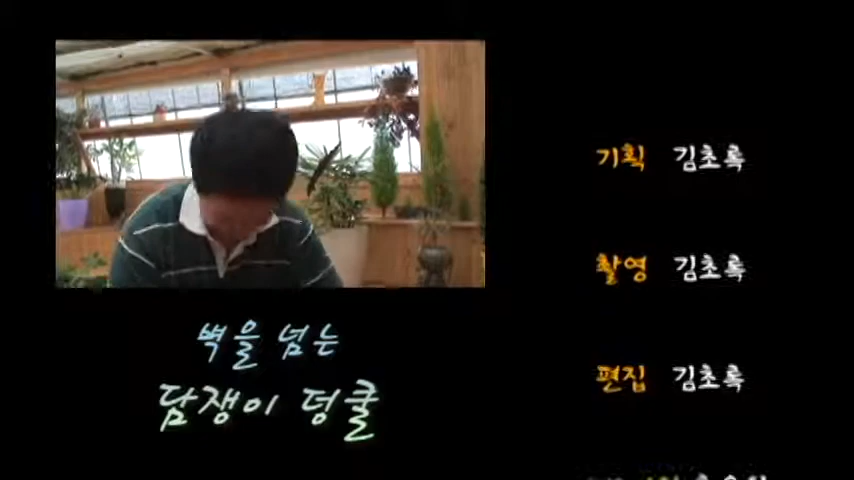 벽을 넘는
담쟁이 덩쿨
기획 김초록
촬영 김초록
편집 김초록